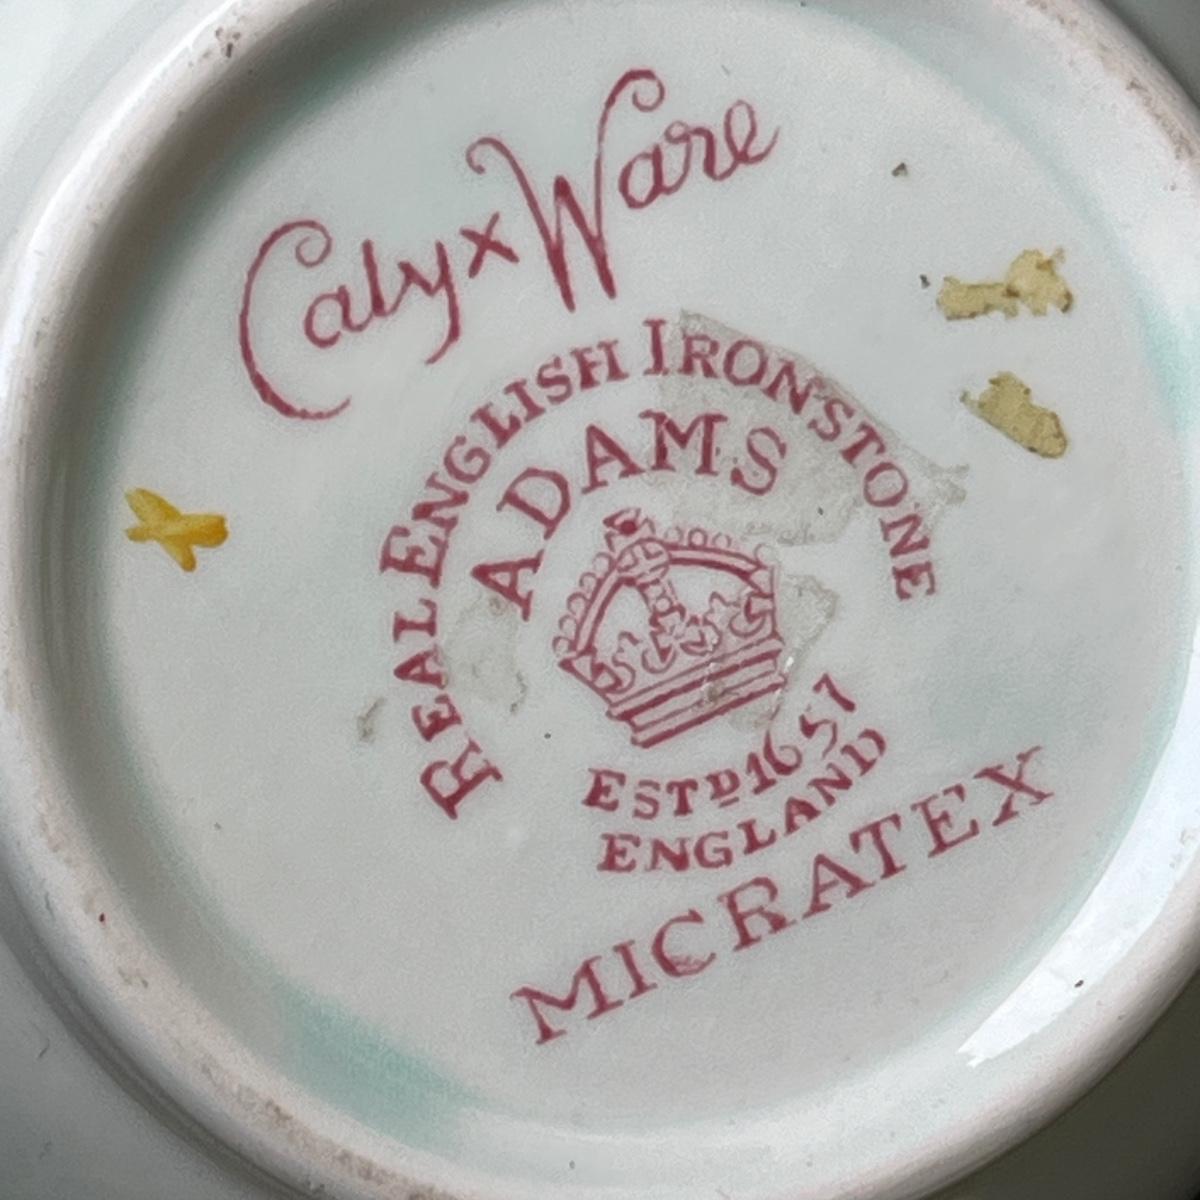 Calyx Ware
REAL ENGLISH IRONSTONE
ADAMS
ESTD 1657
ENGLAND
MICRATEX